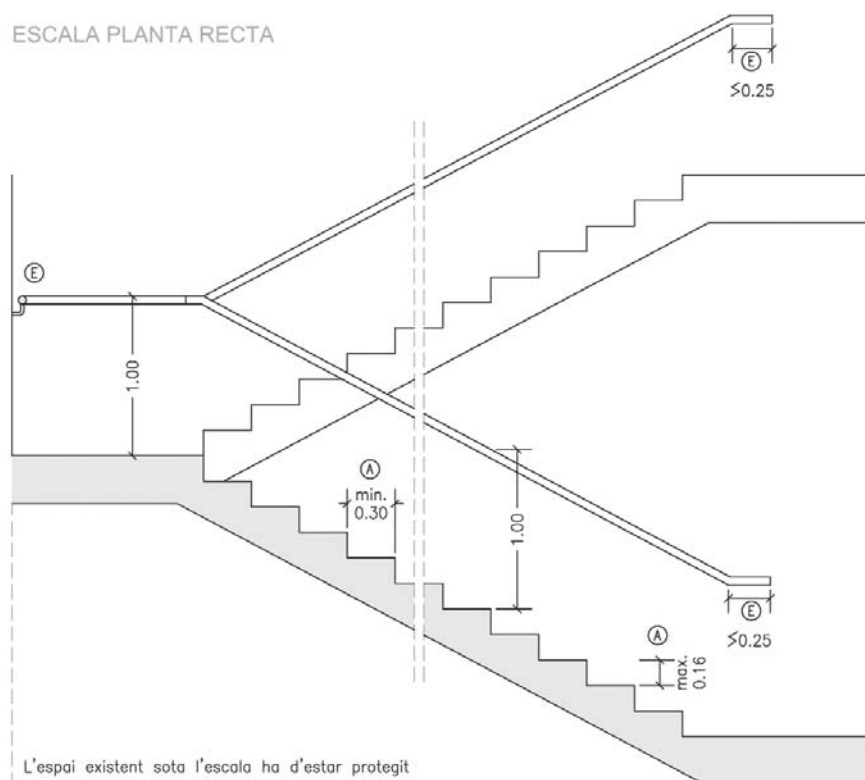 ESCALA PLANTA RECTA
E
≤0.25
E
1.00
A
min.
0.30
1.00
E
≤0.25
A
max.
0.16
L'espai existent sota l'escala ha d'estar protegit